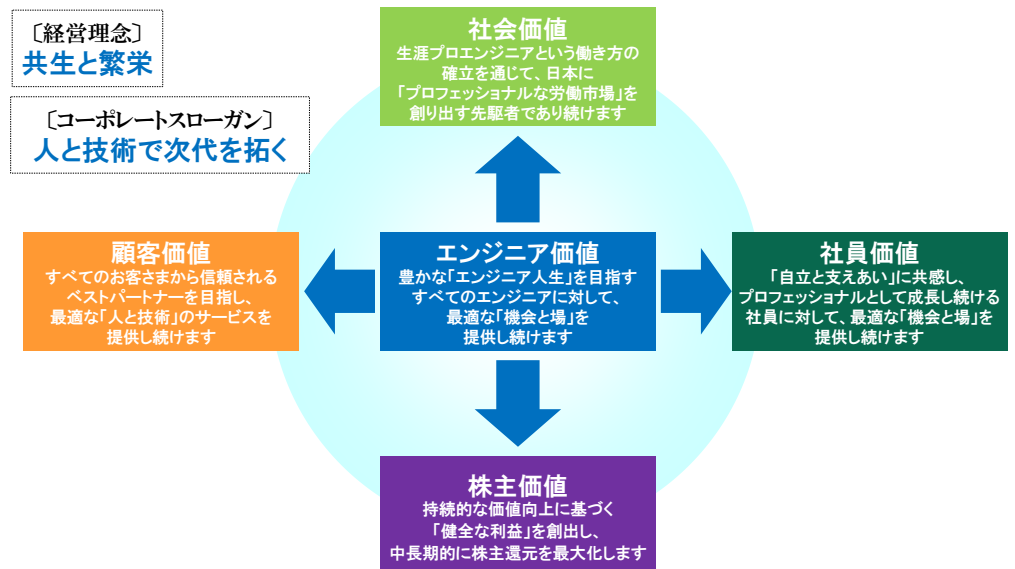 〔経営理念〕
共生と繁栄
〔コーポレートスローガン〕
人と技術で次代を拓く
社会価値
生涯プロエンジニアという働き方の
確立を通じて、日本に
「プロフェッショナルな労働市場」を
創り出す先駆者であり続けます
顧客価値
すべてのお客さまから信頼される
ベストパートナーを目指し、
最適な「人と技術」のサービスを
提供し続けます
エンジニア価値
豊かな「エンジニア人生」を目指す
すべてのエンジニアに対して、
最適な「機会と場」を
提供し続けます
社員価値
「自立と支えあい」に共感し、
プロフェッショナルとして成長し続ける
社員に対して、最適な「機会と場」を
提供し続けます
株主価値
持続的な価値向上に基づく
「健全な利益」を創出し、
中長期的に株主還元を最大化します